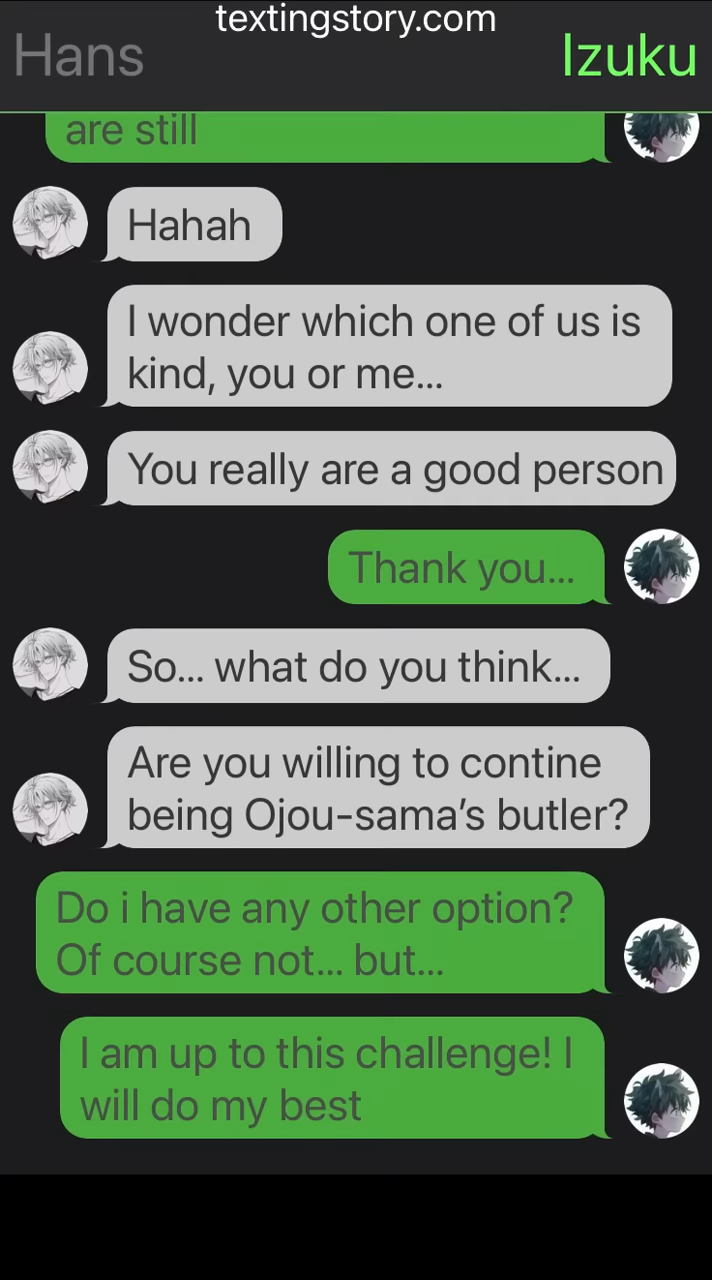 textingstory.com
Hans
Izuku
are still
Hahah
I wonder which one of us is
kind, you or me...
You really are a good person
Thank you...
So... what do you think...
Are you willing to contine
being Ojou-sama’s butler?
Do i have any other option?
Of course not... but...
I am up to this challenge! I
will do my best